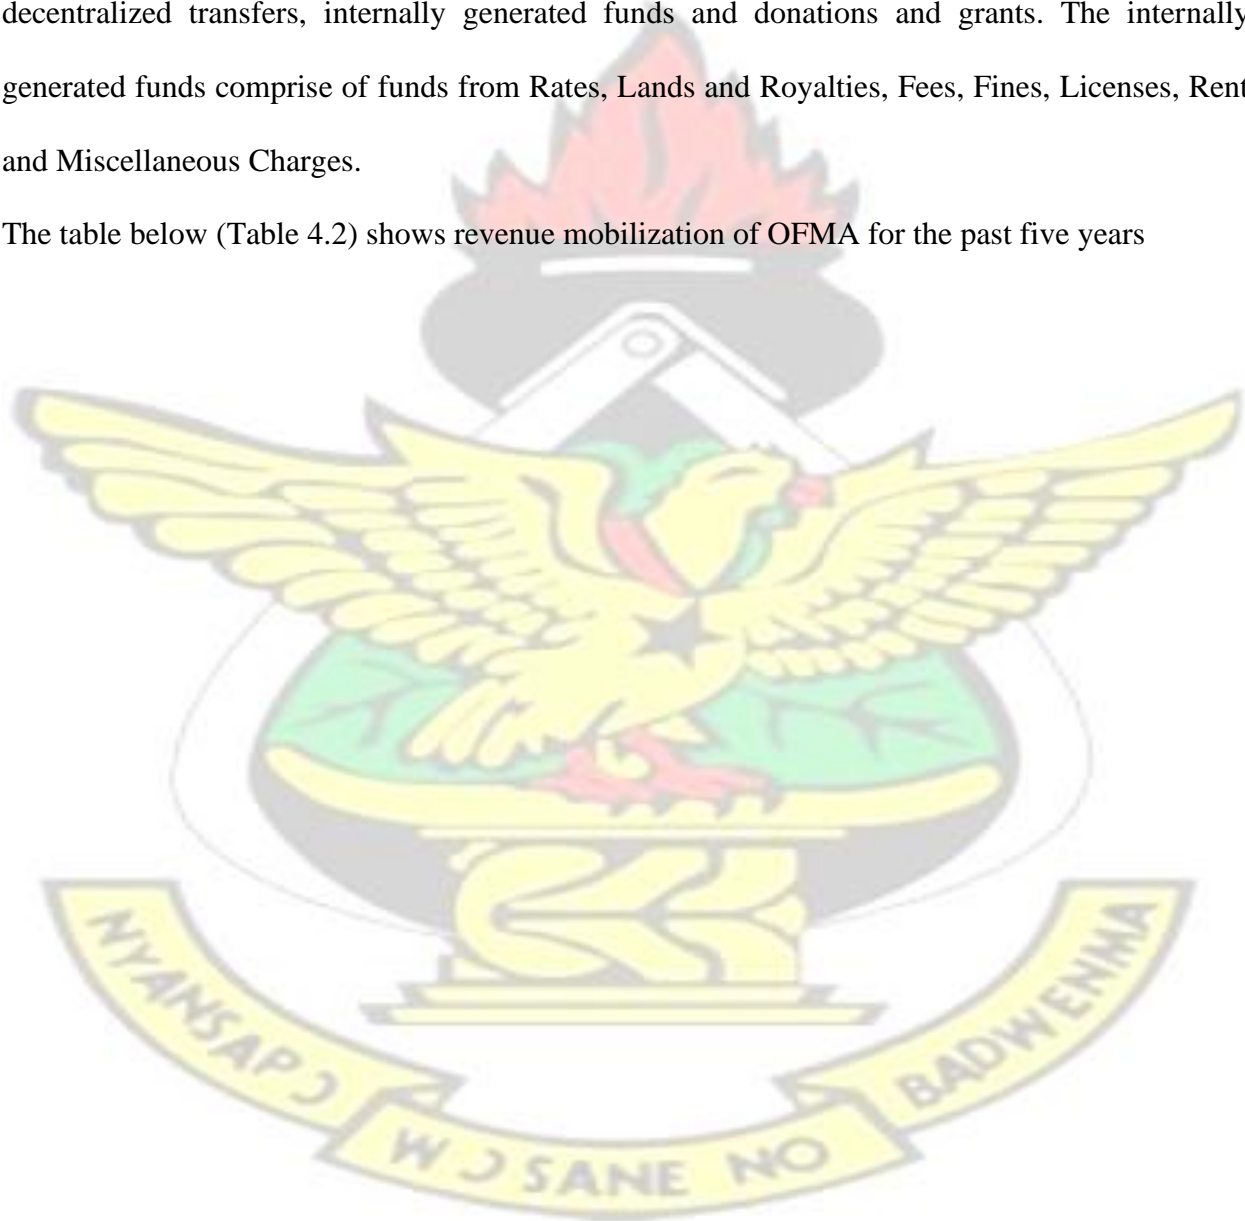 decentralized transfers, internally generated funds and donations and grants. The internally
generated funds comprise of funds from Rates, Lands and Royalties, Fees, Fines, Licenses, Rent
and Miscellaneous Charges.
The table below (Table 4.2) shows revenue mobilization of OFMA for the past five years
NYANSAPƆ
WƆSANE NO
BADWENMA